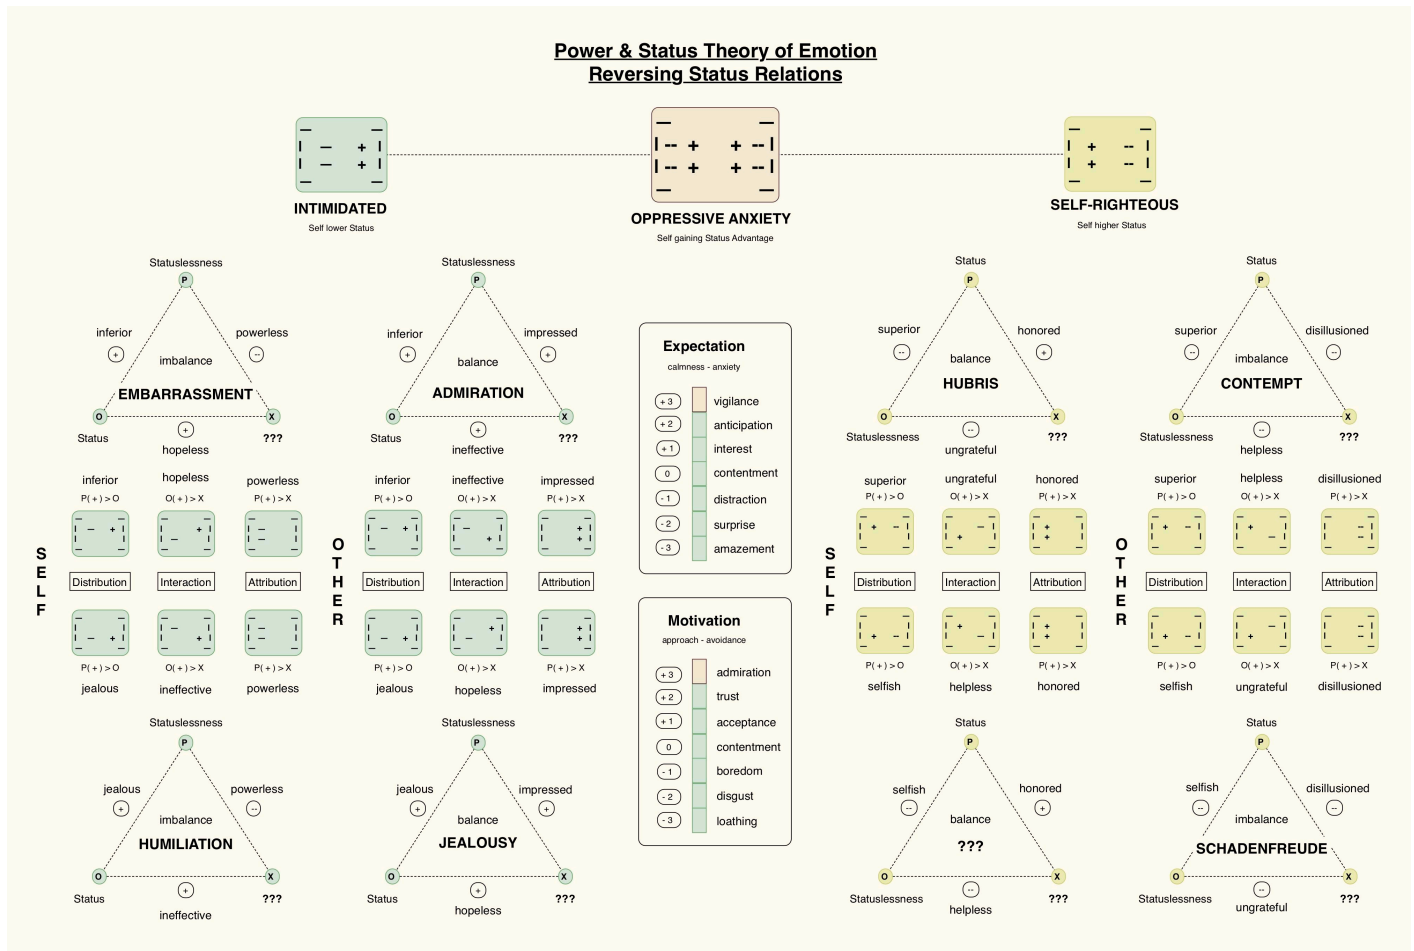 Power & Status Theory of Emotion
Reversing Status Relations
INTIMIDATED
Self lower Status
OPPRESSIVE ANXIETY
Self gaining Status Advantage
SELF-RIGHTEOUS
Self higher Status
Statuslessness
P
inferior
+
powerless
--
imbalance
EMBARRASSMENT
O
X
Status
+
???
hopeless
Statuslessness
P
inferior
+
impressed
+
balance
ADMIRATION
O
X
Status
+
???
ineffective
Status
P
superior
--
honored
+
balance
HUBRIS
O
X
Statuslessness
--
???
ungrateful
Status
P
superior
--
disillusioned
--
imbalance
CONTEMPT
O
X
Statuslessness
--
???
helpless
Expectation
calmness - anxiety
+ 3 vigilance
+ 2 anticipation
+ 1 interest
0 contentment
- 1 distraction
- 2 surprise
- 3 amazement
Motivation
approach - avoidance
+ 3 admiration
+ 2 trust
+ 1 acceptance
0 contentment
- 1 boredom
- 2 disgust
- 3 loathing
SELF
inferior hopeless powerless
P( + ) > O O( + ) > X P( + ) > X
Distribution Interaction Attribution
P( + ) > O O( + ) > X P( + ) > X
jealous ineffective powerless
OTHER
inferior ineffective impressed
P( + ) > O O( + ) > X P( + ) > X
Distribution Interaction Attribution
P( + ) > O O( + ) > X P( + ) > X
jealous hopeless impressed
SELF
superior ungrateful honored
P( + ) > O O( + ) > X P( + ) > X
Distribution Interaction Attribution
P( + ) > O O( + ) > X P( + ) > X
selfish helpless honored
OTHER
superior helpless disillusioned
P( + ) > O O( + ) > X P( + ) > X
Distribution Interaction Attribution
P( + ) > O O( + ) > X P( + ) > X
selfish ungrateful disillusioned
Statuslessness
P
jealous
+
powerless
--
imbalance
HUMILIATION
O
X
Status
+
???
ineffective
Statuslessness
P
jealous
+
impressed
+
balance
JEALOUSY
O
X
Status
+
???
hopeless
Status
P
selfish
--
honored
+
balance
???
O
X
Statuslessness
--
???
helpless
Status
P
selfish
--
disillusioned
--
imbalance
SCHADENFREUDE
O
X
Statuslessness
--
???
ungrateful